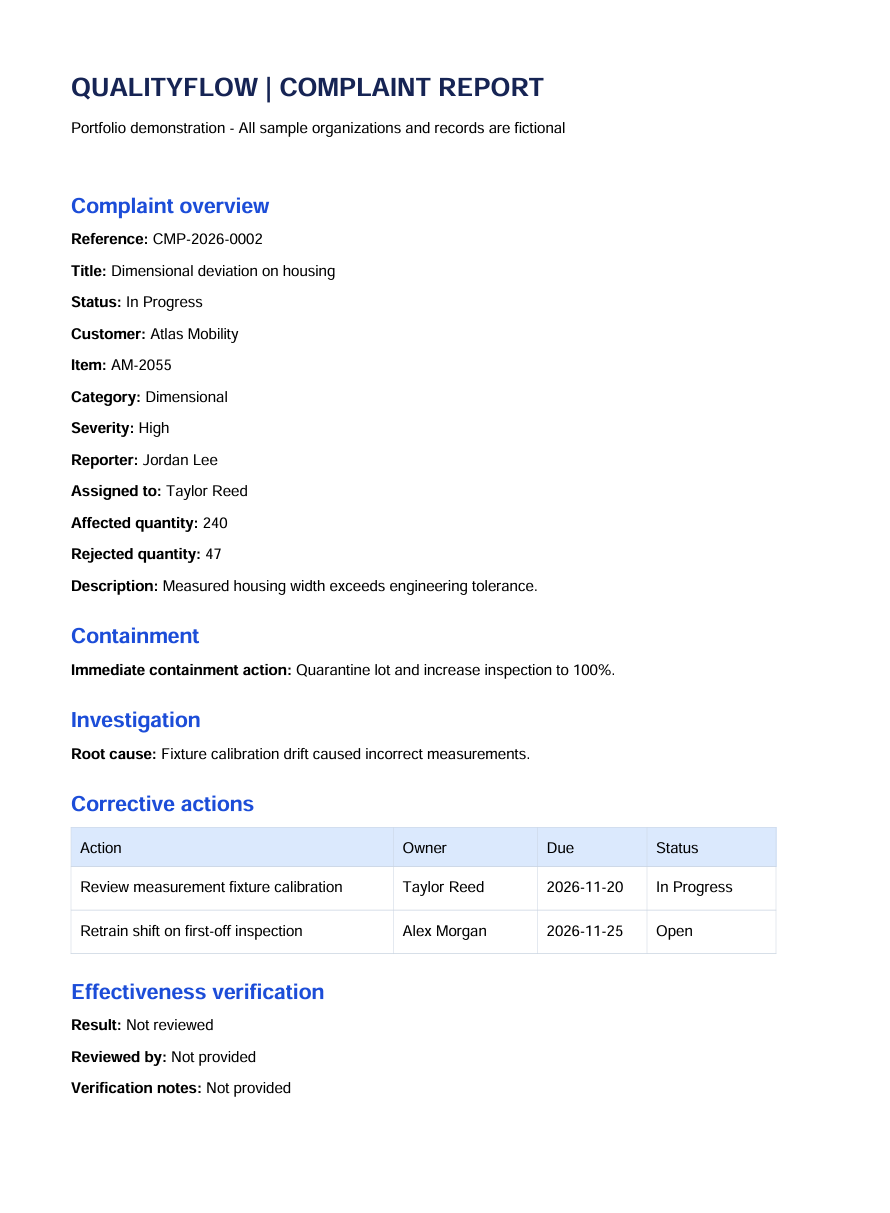 QUALITYFLOW | COMPLAINT REPORT
Portfolio demonstration - All sample organizations and records are fictional
Complaint overview
Reference: CMP-2026-0002
Title: Dimensional deviation on housing
Status: In Progress
Customer: Atlas Mobility
Item: AM-2055
Category: Dimensional
Severity: High
Reporter: Jordan Lee
Assigned to: Taylor Reed
Affected quantity: 240
Rejected quantity: 47
Description: Measured housing width exceeds engineering tolerance.
Containment
Immediate containment action: Quarantine lot and increase inspection to 100%.
Investigation
Root cause: Fixture calibration drift caused incorrect measurements.
Corrective actions
Action Owner Due Status
Review measurement fixture calibration Taylor Reed 2026-11-20 In Progress
Retrain shift on first-off inspection Alex Morgan 2026-11-25 Open
Effectiveness verification
Result: Not reviewed
Reviewed by: Not provided
Verification notes: Not provided